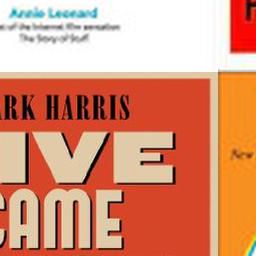 Annie Leonard
of the Internet film sensation
The Story of Stuff
ARK HARRIS
IVE
CAME
New